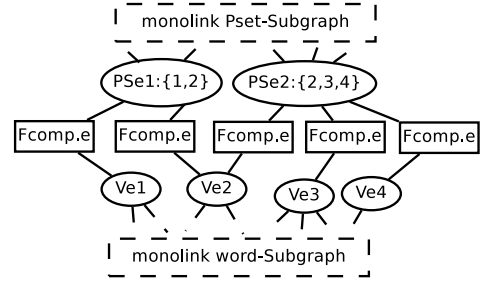 monolink Pset-Subgraph
PSe1:{1,2} PSe2:{2,3,4}
Fcomp.e Fcomp.e Fcomp.e Fcomp.e Fcomp.e
Ve1 Ve2 Ve3 Ve4
monolink word-Subgraph